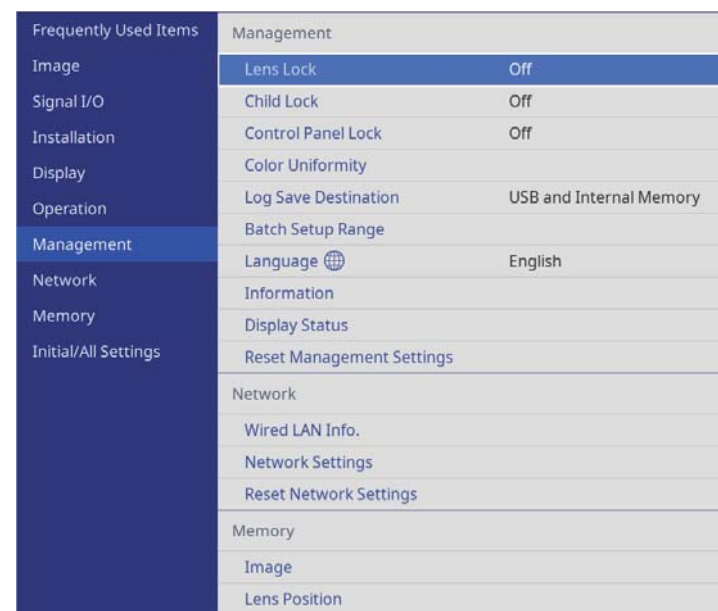 Frequently Used Items
Image
Signal I/O
Installation
Display
Operation
Management
Network
Memory
Initial/All Settings
Management
Lens Lock Off
Child Lock Off
Control Panel Lock Off
Color Uniformity
Log Save Destination USB and Internal Memory
Batch Setup Range
Language English
Information
Display Status
Reset Management Settings
Network
Wired LAN Info.
Network Settings
Reset Network Settings
Memory
Image
Lens Position